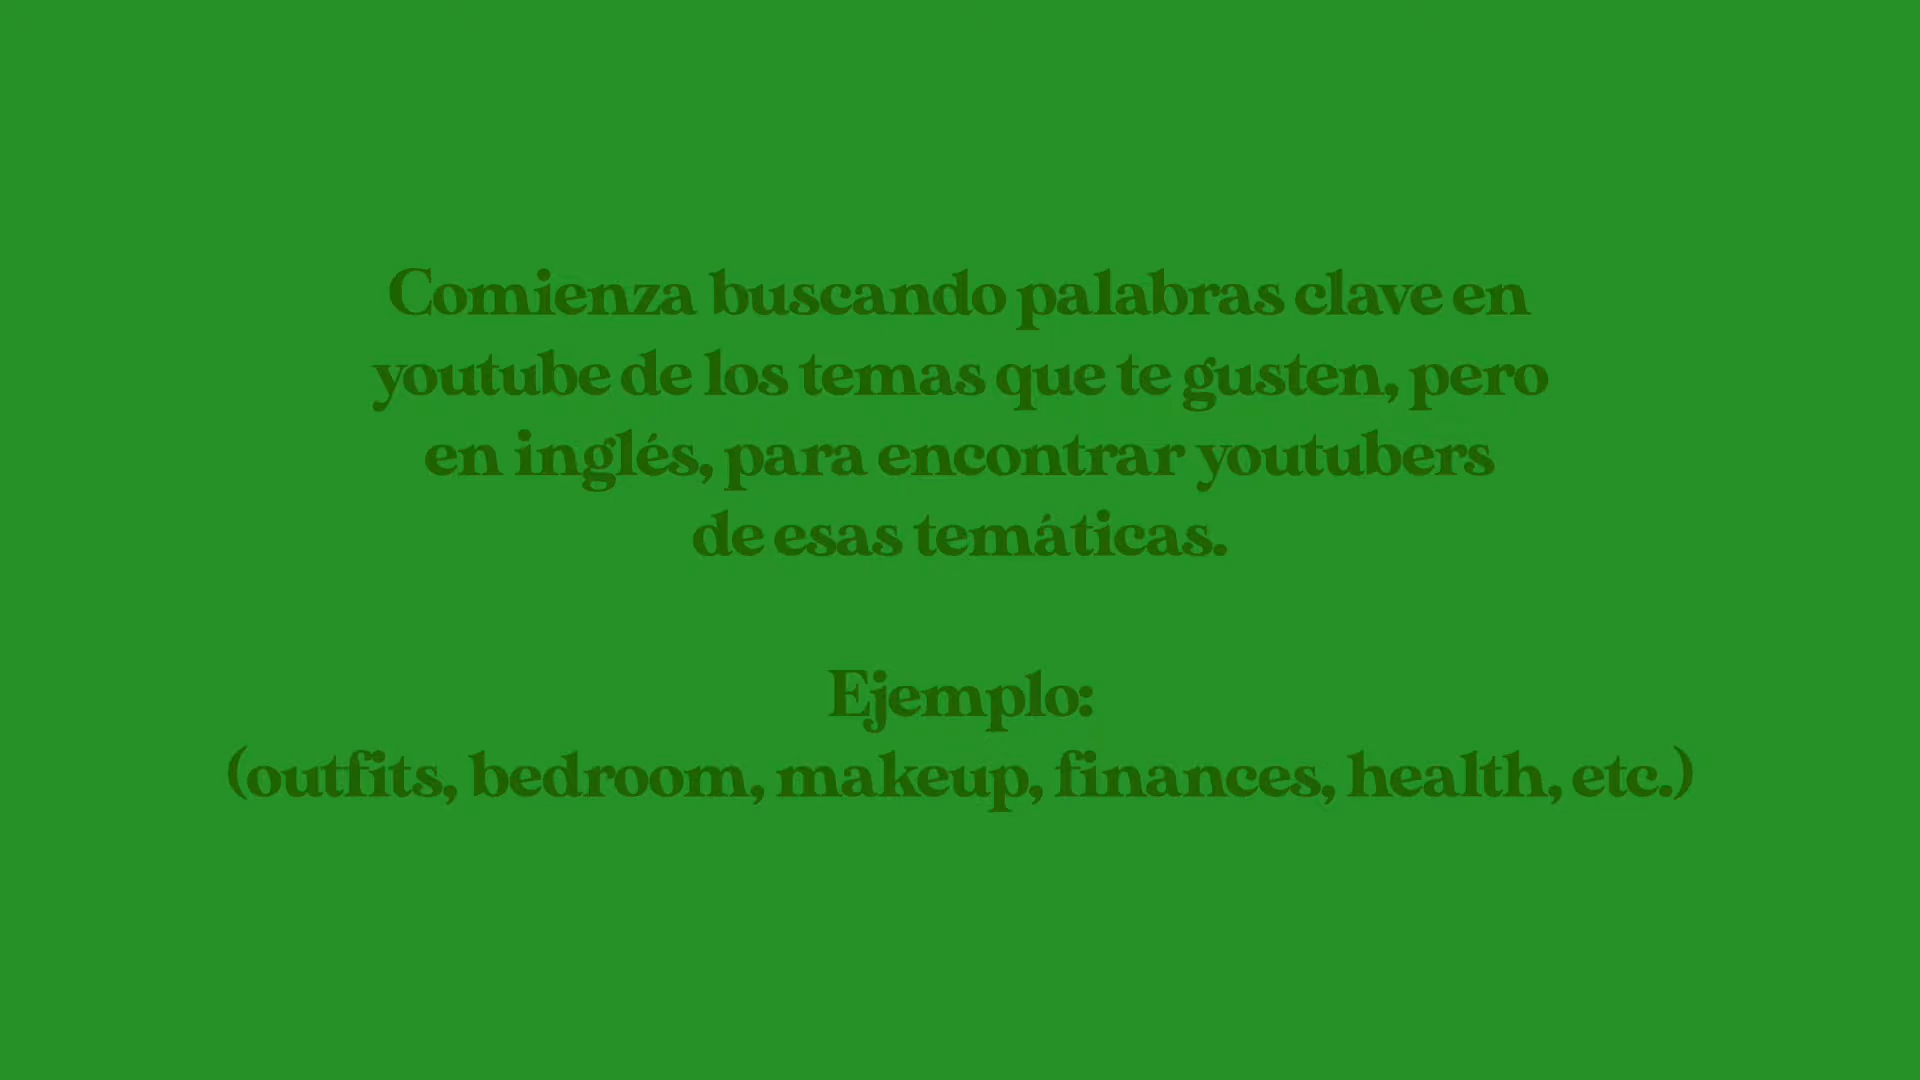 Comienza buscando palabras clave en
youtube de los temas que te gusten, pero
en inglés, para encontrar youtubers
de esas temáticas.
Ejemplo:
(outfits, bedroom, makeup, finances, health, etc.)